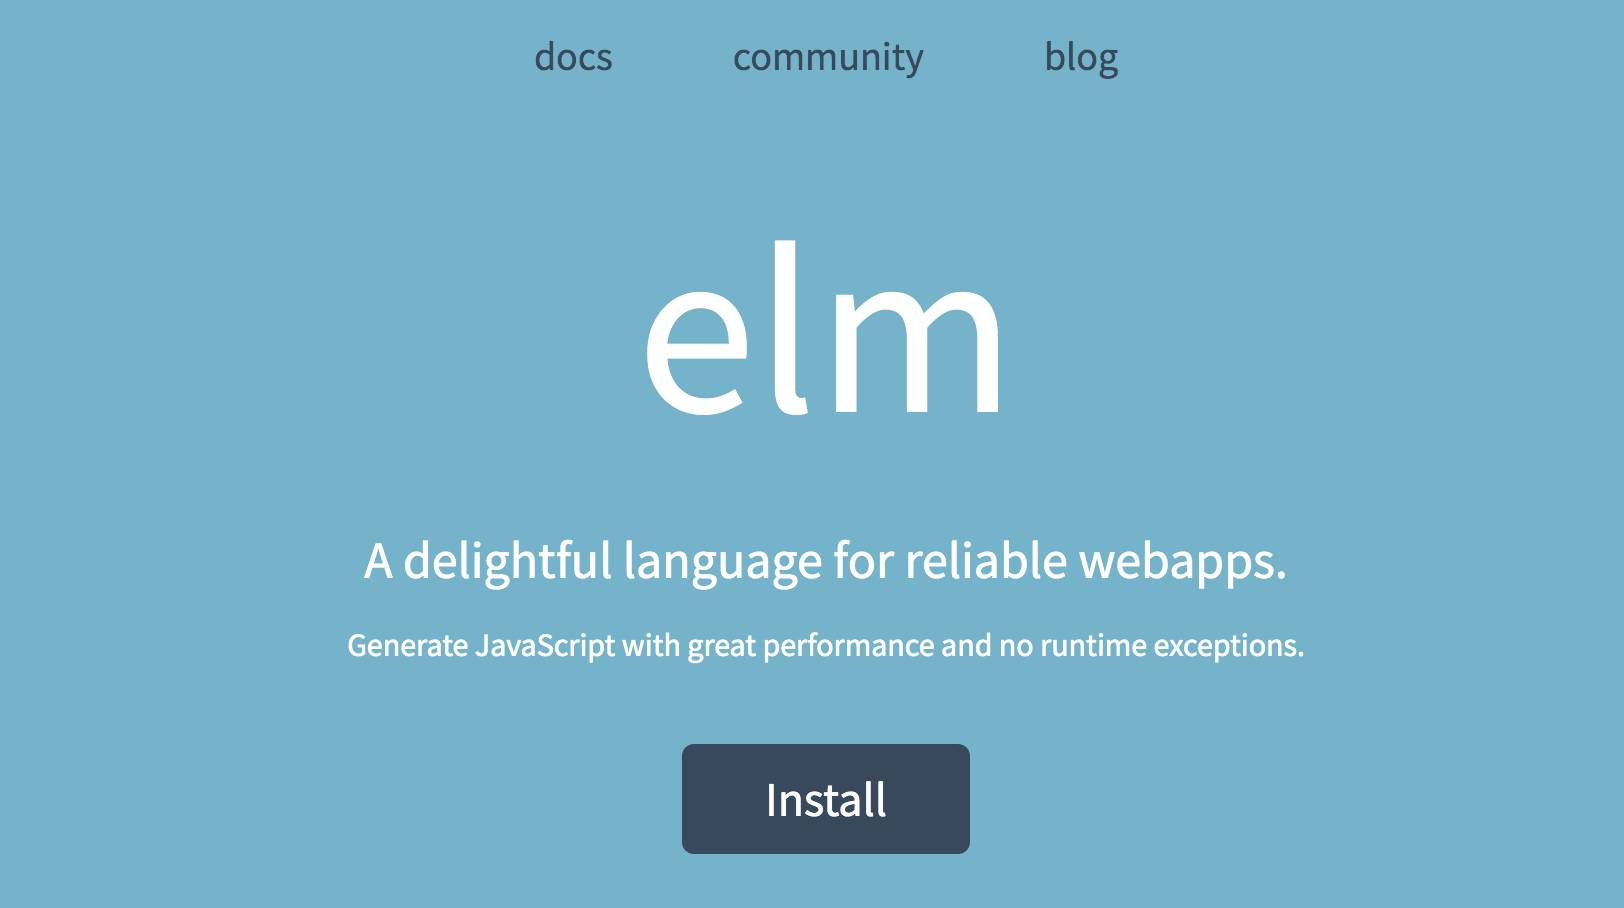 docs community blog
elm
A delightful language for reliable webapps.
Generate JavaScript with great performance and no runtime exceptions.
Install